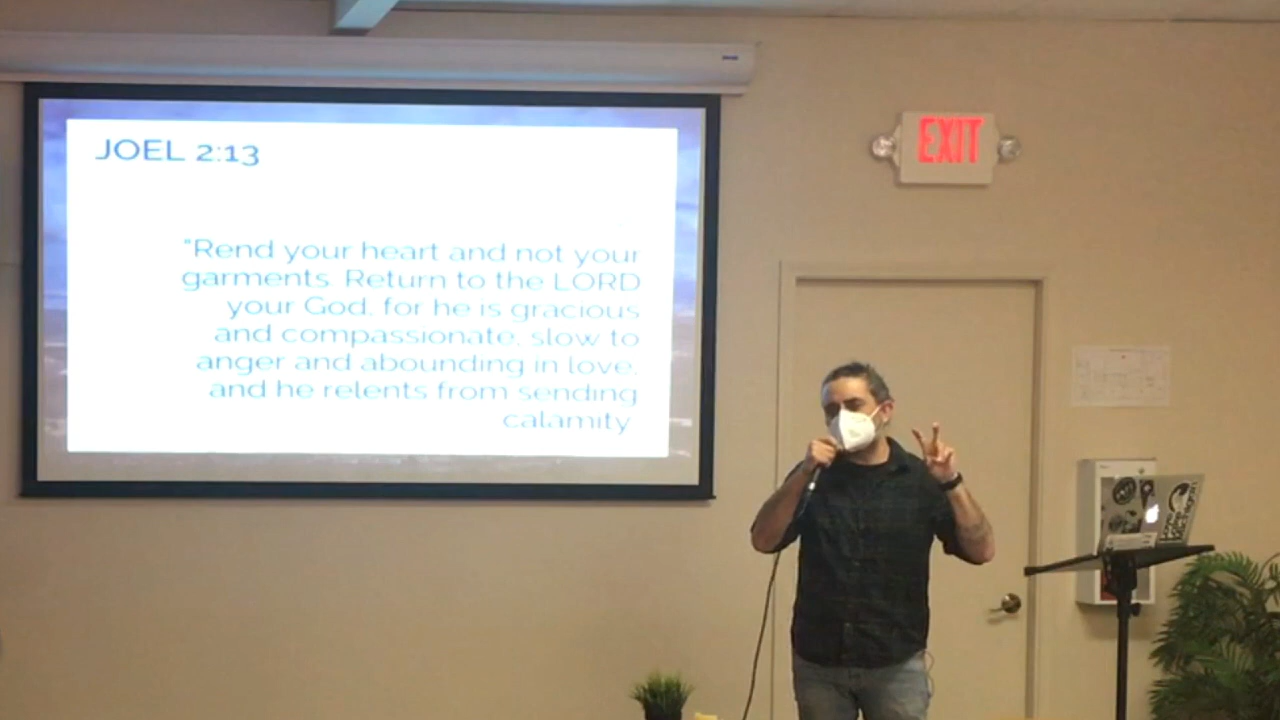 JOEL 2:13
"Rend your heart and not your
garments. Return to the LORD
your God, for he is gracious
and compassionate, slow to
anger and abounding in love,
and he relents from sending
calamity
EXIT